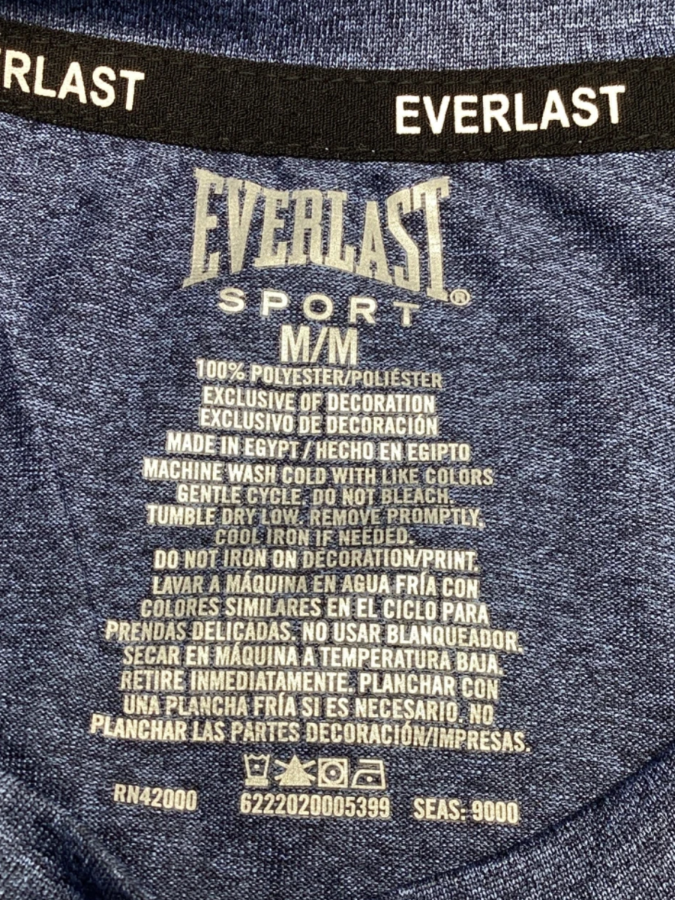 RLAST
EVERLAST
EVERLAST
SPORT®
M/M
100% POLYESTER/POLIÉSTER
EXCLUSIVE OF DECORATION
EXCLUSIVO DE DECORACIÓN
MADE IN EGYPT / HECHO EN EGIPTO
MACHINE WASH COLD WITH LIKE COLORS
GENTLE CYCLE. DO NOT BLEACH.
TUMBLE DRY LOW. REMOVE PROMPTLY.
COOL IRON IF NEEDED.
DO NOT IRON ON DECORATION/PRINT.
LAVAR A MÁQUINA EN AGUA FRÍA CON
COLORES SIMILARES EN EL CICLO PARA
PRENDAS DELICADAS. NO USAR BLANQUEADOR.
SECAR EN MÁQUINA A TEMPERATURA BAJA.
RETIRE INMEDIATAMENTE. PLANCHAR CON
UNA PLANCHA FRÍA SI ES NECESARIO. NO
PLANCHAR LAS PARTES DECORACIÓN/IMPRESAS.
RN42000 6222020005399 SEAS: 9000